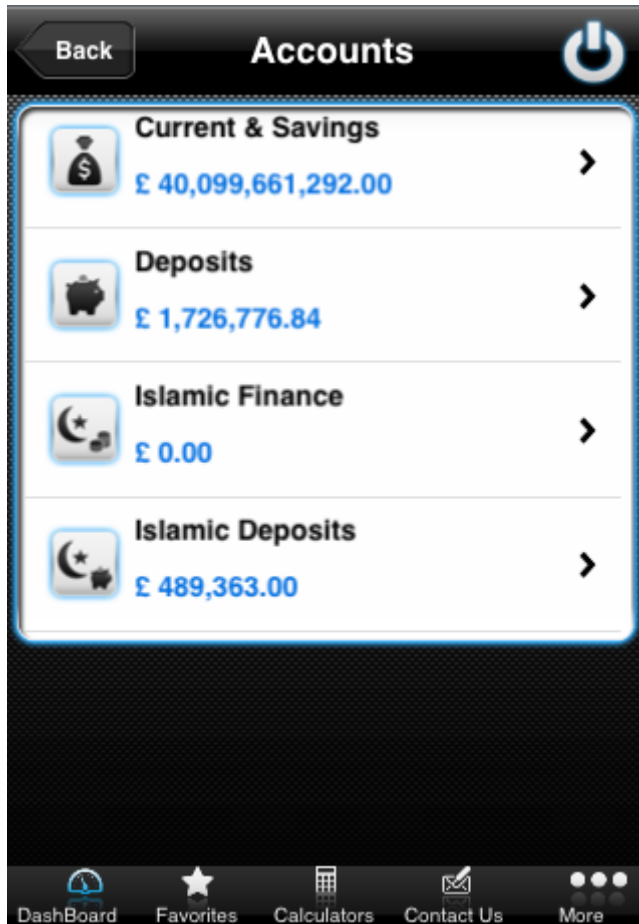 Back
Accounts
Current & Savings
£ 40,099,661,292.00
Deposits
£ 1,726,776.84
Islamic Finance
£ 0.00
Islamic Deposits
£ 489,363.00
DashBoard Favorites Calculators Contact Us More